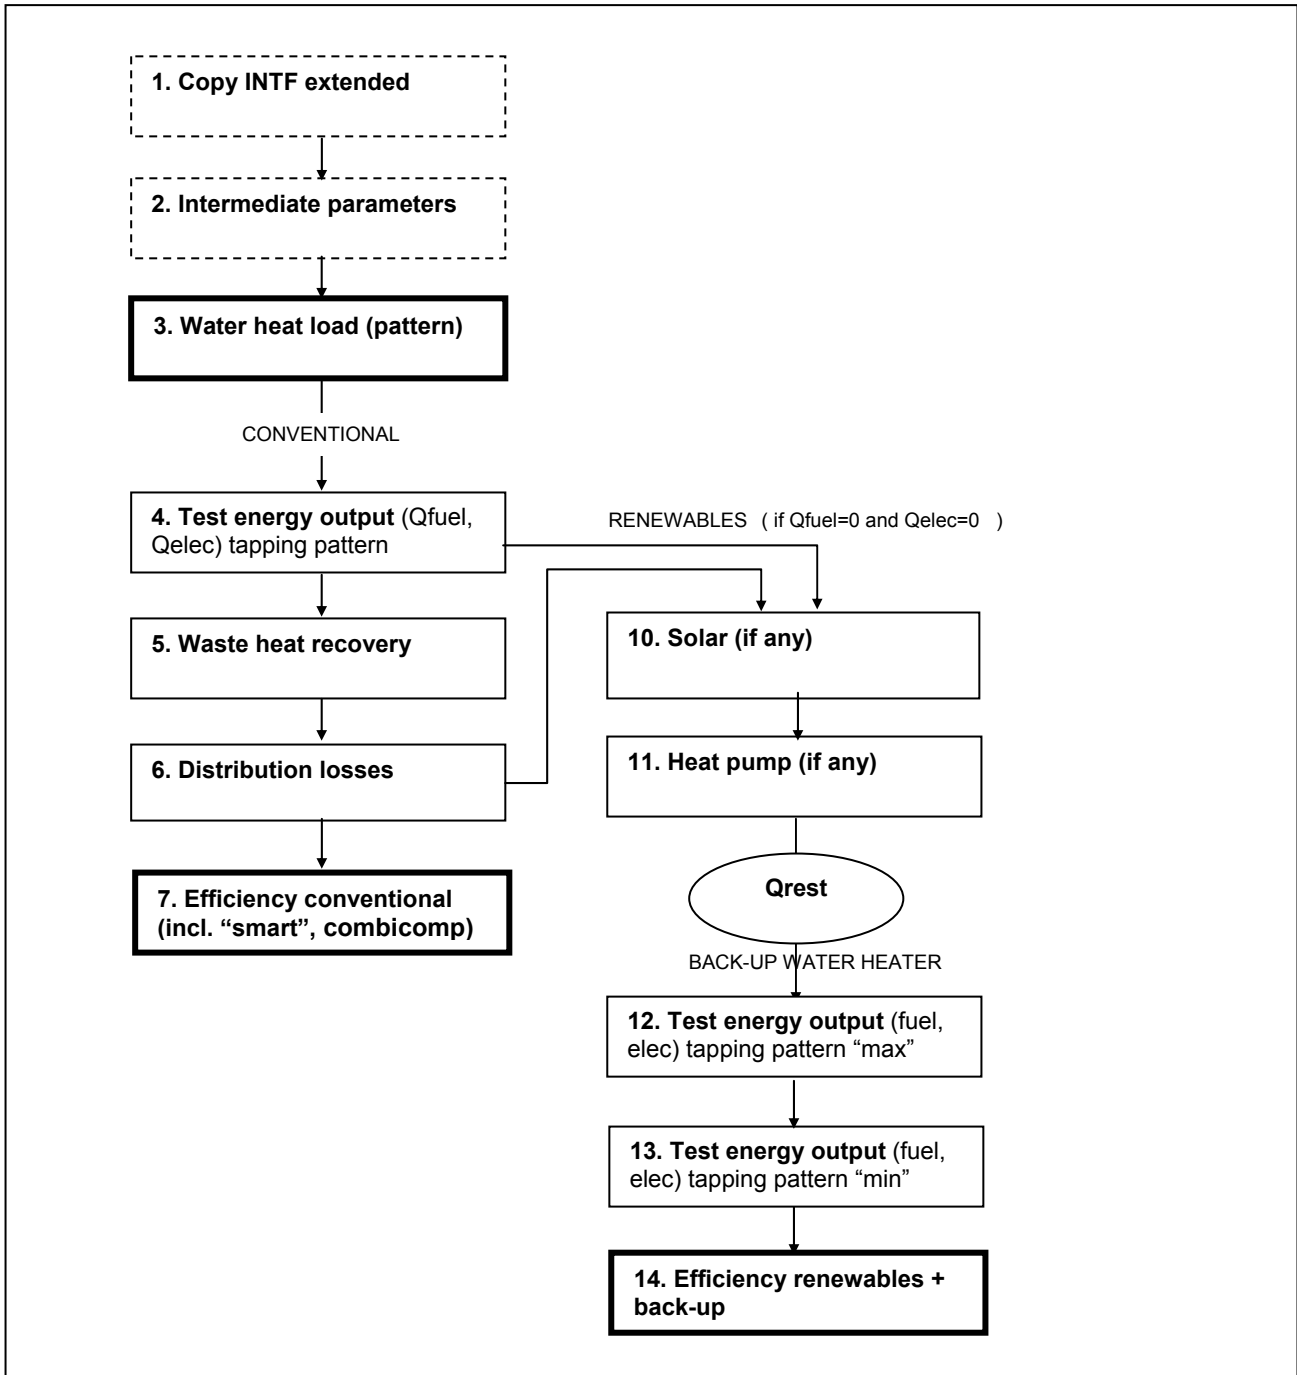 1. Copy INTF extended
2. Intermediate parameters
3. Water heat load (pattern)
CONVENTIONAL
4. Test energy output (Qfuel,
Qelec) tapping pattern
RENEWABLES ( if Qfuel=0 and Qelec=0 )
5. Waste heat recovery
6. Distribution losses
7. Efficiency conventional
(incl. “smart”, combicomp)
10. Solar (if any)
11. Heat pump (if any)
Qrest
BACK-UP WATER HEATER
12. Test energy output (fuel,
elec) tapping pattern “max”
13. Test energy output (fuel,
elec) tapping pattern “min”
14. Efficiency renewables +
back-up